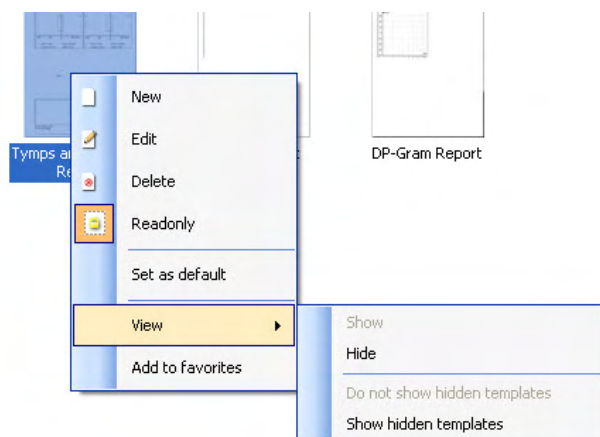 New
Edit
Tymps a
DP-Gram Report
Re
Delete
Readonly
Set as default
View
Show
Hide
Add to favorites
Do not show hidden templates
Show hidden templates